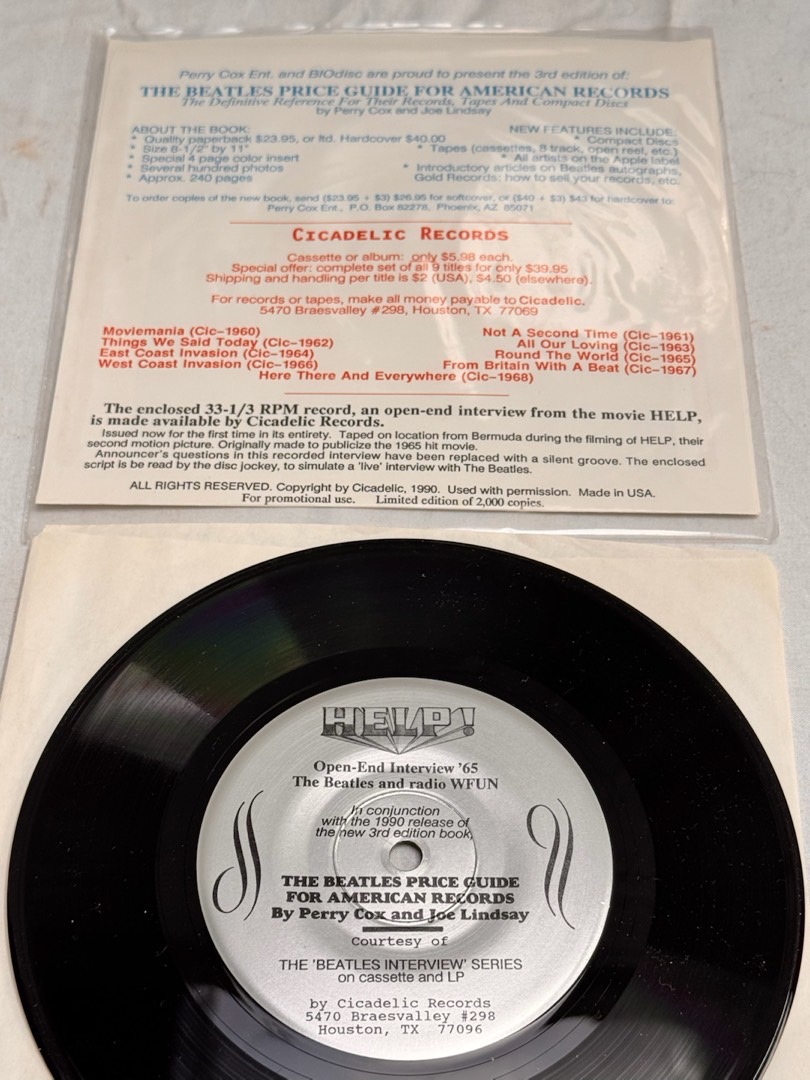 Perry Cox Ent. and BIOdisc are proud to present the 3rd edition of:
THE BEATLES PRICE GUIDE FOR AMERICAN RECORDS
The Definitive Reference For Their Records, Tapes And Compact Discs
by Perry Cox and Joe Lindsay
ABOUT THE BOOK:
* Quality paperback $23.95, or ltd. Hardcover $40.00
* Size 8-1/2" by 11"
* Special 4 page color insert
* Several hundred photos
* Approx. 240 pages
NEW FEATURES INCLUDE:
* Compact Discs
* Tapes (cassettes, 8 track, open reel, etc.)
* All artists on the Apple label
* Introductory articles on Beatles autographs,
Gold Records; how to sell your records, etc.
To order copies of the new book, send ($23.95 + $3) $26.95 for softcover, or ($40 + $3) $43 for hardcover to:
Perry Cox Ent., P.O. Box 82278, Phoenix, AZ 85071
CICADELIC RECORDS
Cassette or album: only $5.98 each.
Special offer: complete set of all 9 titles for only $39.95
Shipping and handling per title is $2 (USA), $4.50 (elsewhere).
For records or tapes, make all money payable to Cicadelic.
5470 Braesvalley #298, Houston, TX 77069
Moviemania (Cic-1960)
Things We Said Today (Cic-1962)
East Coast Invasion (Cic-1964)
West Coast Invasion (Cic-1966)
Not A Second Time (Cic-1961)
All Our Loving (Cic-1963)
Round The World (Cic-1965)
From Britain With A Beat (Cic-1967)
Here There And Everywhere (Cic-1968)
The enclosed 33-1/3 RPM record, an open-end interview from the movie HELP,
is made available by Cicadelic Records.
Issued now for the first time in its entirety. Taped on location from Bermuda during the filming of HELP, their
second motion picture. Originally made to publicize the 1965 hit movie.
Announcer's questions in this recorded interview have been replaced with a silent groove. The enclosed
script is be read by the disc jockey, to simulate a 'live' interview with The Beatles.
ALL RIGHTS RESERVED. Copyright by Cicadelic, 1990. Used with permission. Made in USA.
For promotional use. Limited edition of 2,000 copies.
HELP!
Open-End Interview '65
The Beatles and radio WFUN
In conjunction
with the 1990 release of
the new 3rd edition book,
THE BEATLES PRICE GUIDE
FOR AMERICAN RECORDS
By Perry Cox and Joe Lindsay
Courtesy of
THE 'BEATLES INTERVIEW' SERIES
on cassette and LP
by Cicadelic Records
5470 Braesvalley #298
Houston, TX 77096